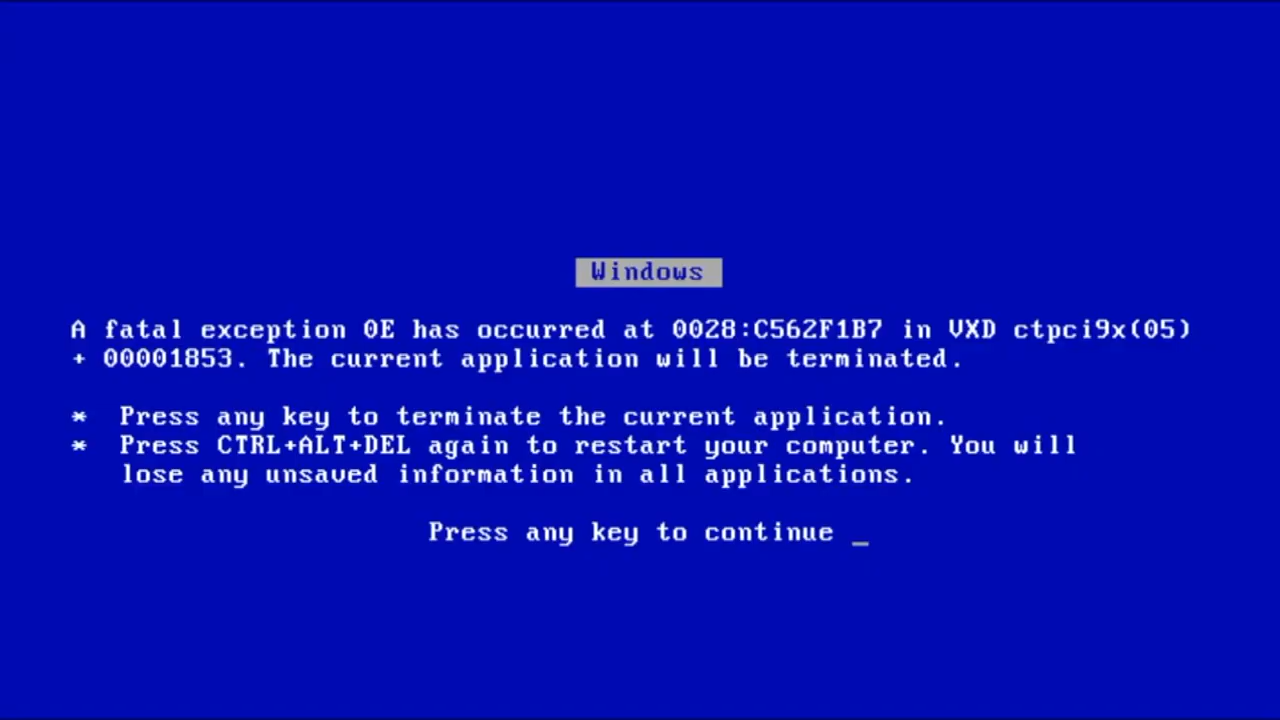 Windows
A fatal exception 0E has occurred at 0028:C562F1B7 in VXD ctpci9x(05)
+ 00001853. The current application will be terminated.
* Press any key to terminate the current application.
* Press CTRL+ALT+DEL again to restart your computer. You will
lose any unsaved information in all applications.
Press any key to continue _